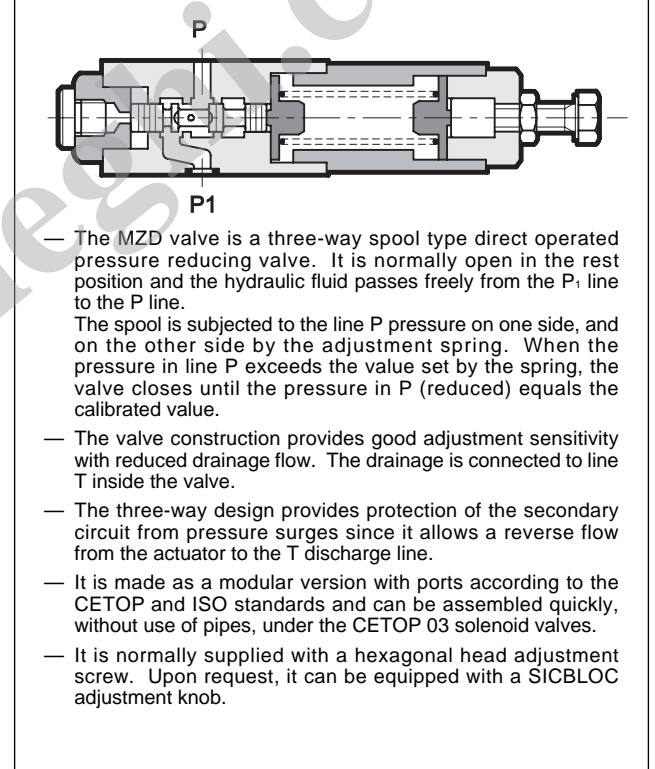 P
P1
— The MZD valve is a three-way spool type direct operated
pressure reducing valve. It is normally open in the rest
position and the hydraulic fluid passes freely from the P₁ line
to the P line.
The spool is subjected to the line P pressure on one side, and
on the other side by the adjustment spring. When the
pressure in line P exceeds the value set by the spring, the
valve closes until the pressure in P (reduced) equals the
calibrated value.
— The valve construction provides good adjustment sensitivity
with reduced drainage flow. The drainage is connected to line
T inside the valve.
— The three-way design provides protection of the secondary
circuit from pressure surges since it allows a reverse flow
from the actuator to the T discharge line.
— It is made as a modular version with ports according to the
CETOP and ISO standards and can be assembled quickly,
without use of pipes, under the CETOP 03 solenoid valves.
— It is normally supplied with a hexagonal head adjustment
screw. Upon request, it can be equipped with a SICBLOC
adjustment knob.